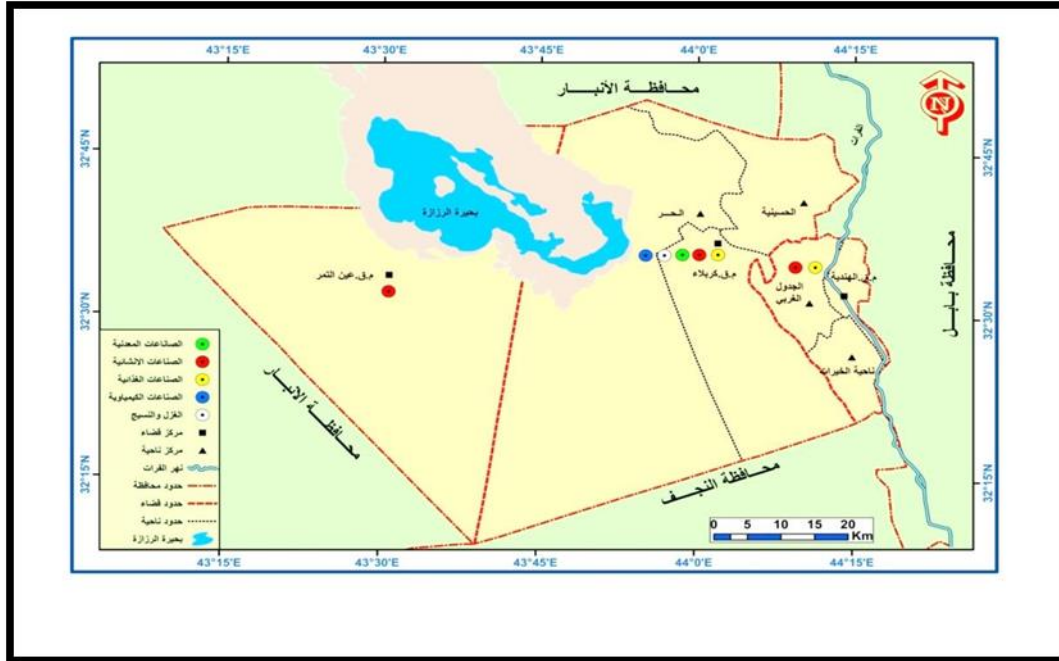 43°15'E 43°30'E 43°45'E 44°0'E 44°15'E
محافظة الأنبار
N
الفرات
32°45'N 32°45'N
بحيرة الرزازة
الحر
الحسينية
م.ق.عين التمر
م.ق.كربلاء
الجدول الغربي
م.ق.الهندية
محافظة بابل
32°30'N 32°30'N
ناحية الخيرات
محافظة الانبار
محافظة النجف
32°15'N 32°15'N
الصناعات المعدنية
الصناعات الانشائية
الصناعات الغذائية
الصناعات الكيمياوية
الغزل والنسيج
مركز قضاء
مركز ناحية
نهر الفرات
حدود محافظة
حدود قضاء
حدود ناحية
بحيرة الرزازة
0 5 10 15 20
Km
43°15'E 43°30'E 43°45'E 44°0'E 44°15'E